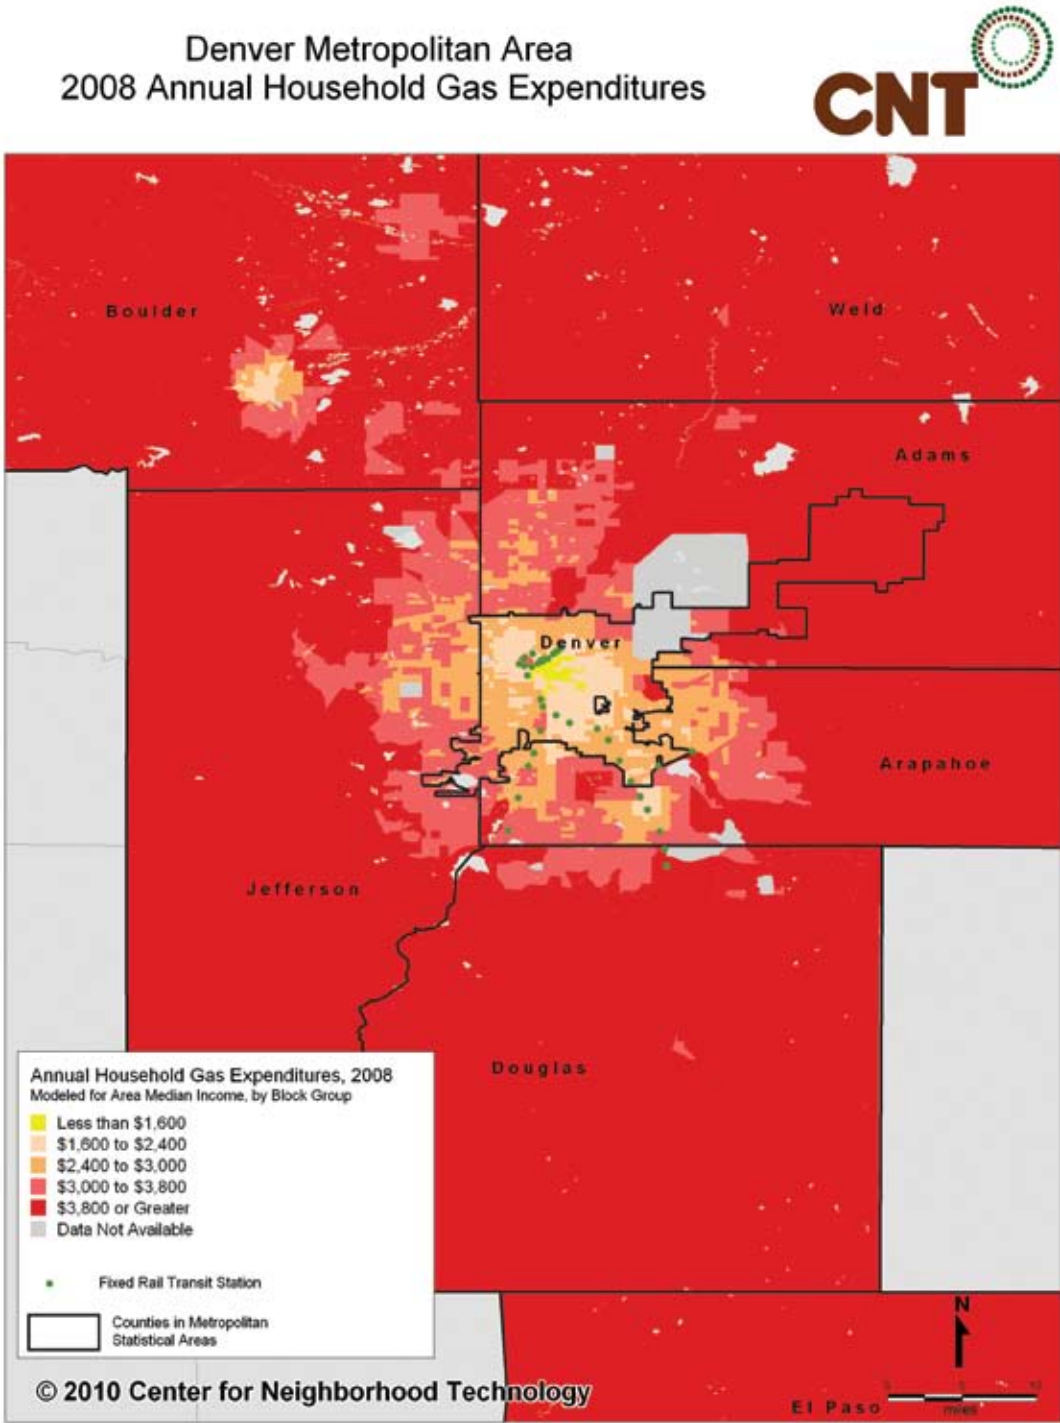 Denver Metropolitan Area
2008 Annual Household Gas Expenditures
CNT
Boulder
Weld
Adams
Denver
Arapahoe
Jefferson
Douglas
Annual Household Gas Expenditures, 2008
Modeled for Area Median Income, by Block Group
Less than $1,600
$1,600 to $2,400
$2,400 to $3,000
$3,000 to $3,800
$3,800 or Greater
Data Not Available
Fixed Rail Transit Station
Counties in Metropolitan
Statistical Areas
N
© 2010 Center for Neighborhood Technology
El Paso
miles